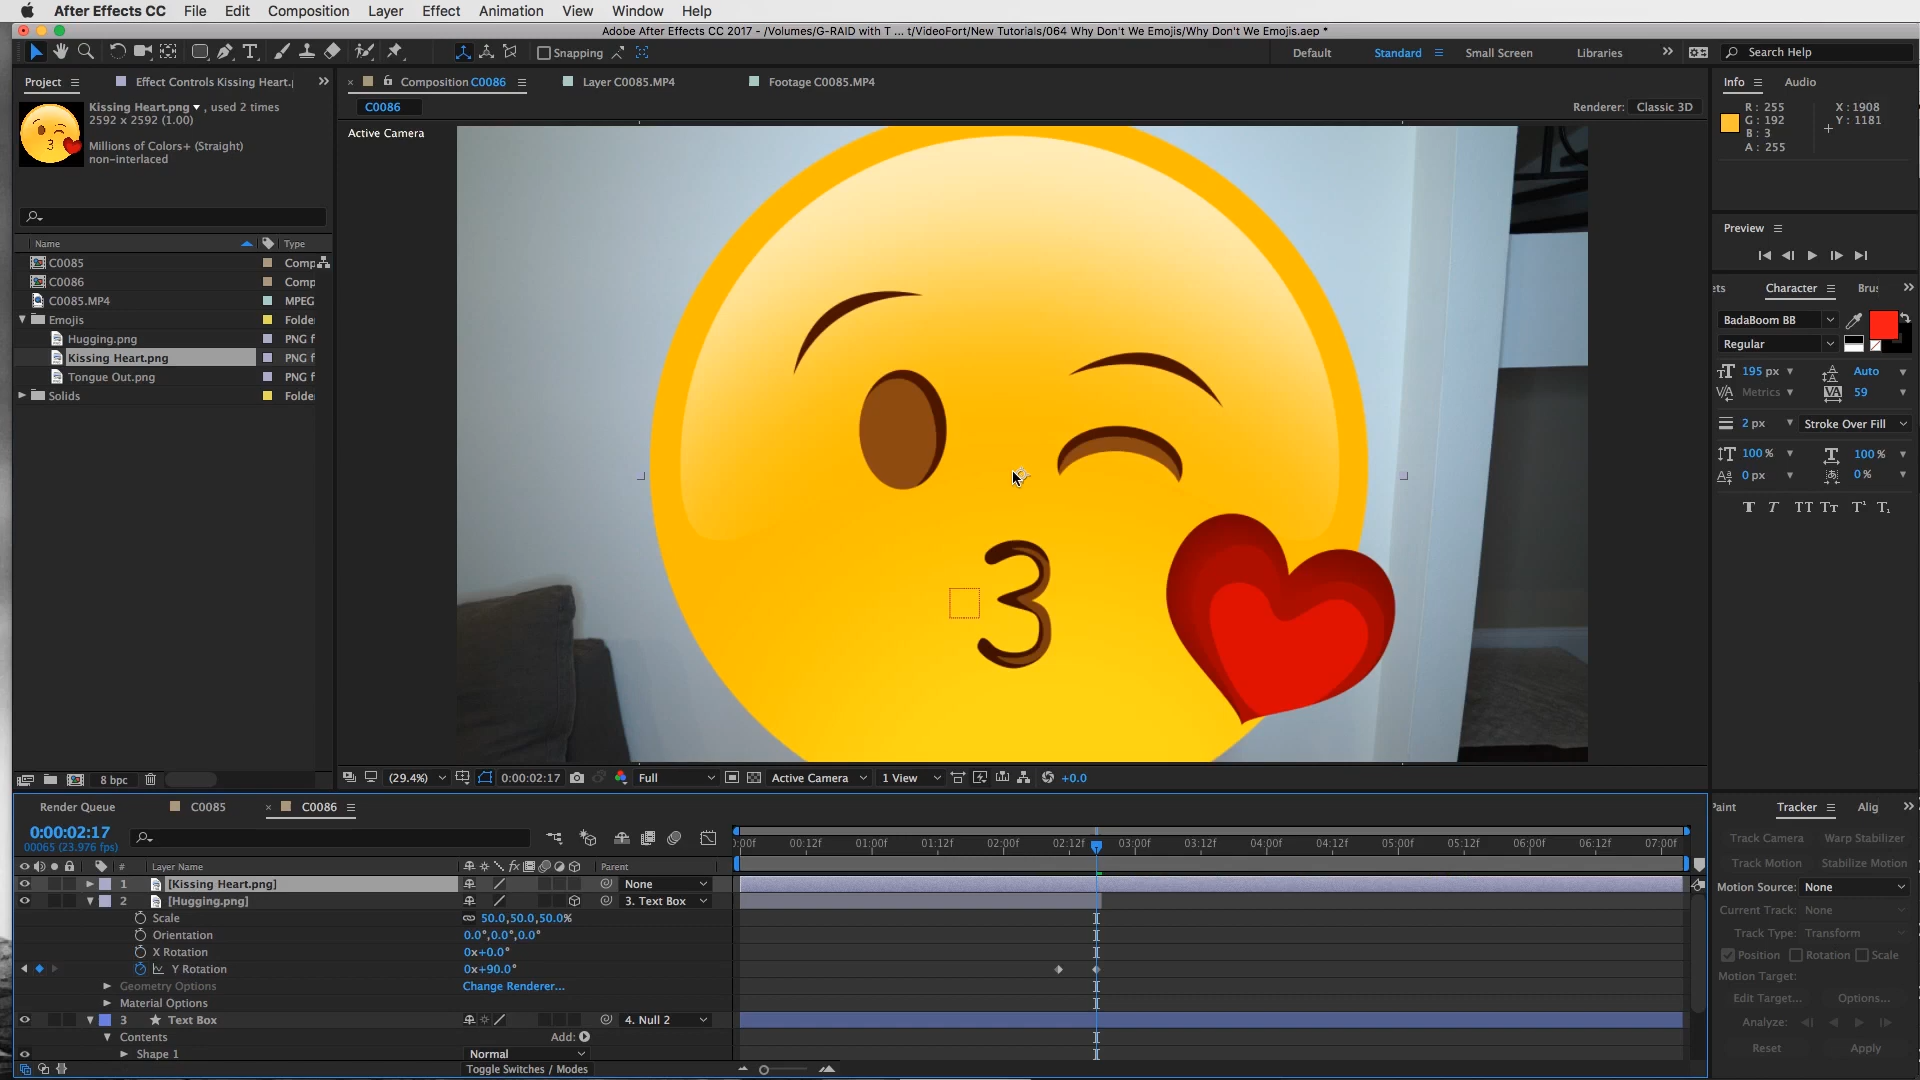 After Effects CC File Edit Composition Layer Effect Animation View Window Help
Adobe After Effects CC 2017 - /Volumes/G-RAID with T ... t/VideoFort/New Tutorials/064 Why Don't We Emojis/Why Don't We Emojis.aep *
Snapping Default Standard Small Screen Libraries Search Help
Project Effect Controls Kissing Heart.p
Composition C0086 Layer C0085.MP4 Footage C0085.MP4
Info Audio
Kissing Heart.png , used 2 times
2592 x 2592 (1.00)
Millions of Colors+ (Straight)
non-interlaced
C0086 Renderer: Classic 3D
Active Camera
R: 255 X: 1908
G: 192 Y: 1181
B: 3
A: 255
Preview
Name Type
C0085 Comp
C0086 Comp
C0085.MP4 MPEG
Emojis Folde
Hugging.png PNG f
Kissing Heart.png PNG f
Tongue Out.png PNG f
Solids Folde
ets Character Brus
BadaBoom BB
Regular
195 px Auto
Metrics 59
2 px Stroke Over Fill
100 % 100 %
0 px 0 %
8 bpc (29.4%) 0:00:02:17 Full Active Camera 1 View +0.0
Render Queue C0085 C0086
0:00:02:17
00065 (23.976 fps)
0:00f 00:12f 01:00f 01:12f 02:00f 02:12f 03:00f 03:12f 04:00f 04:12f 05:00f 05:12f 06:00f 06:12f 07:00f
# Layer Name Parent
1 [Kissing Heart.png] None
2 [Hugging.png] 3. Text Box
Scale 50.0,50.0,50.0%
Orientation 0.0°,0.0°,0.0°
X Rotation 0x+0.0°
Y Rotation 0x+90.0°
Geometry Options Change Renderer...
Material Options
3 Text Box 4. Null 2
Contents Add:
Shape 1 Normal
Toggle Switches / Modes
Paint Tracker Alig
Track Camera Warp Stabilizer
Track Motion Stabilize Motion
Motion Source: None
Current Track: None
Track Type: Transform
Position Rotation Scale
Motion Target:
Edit Target... Options...
Analyze:
Reset Apply